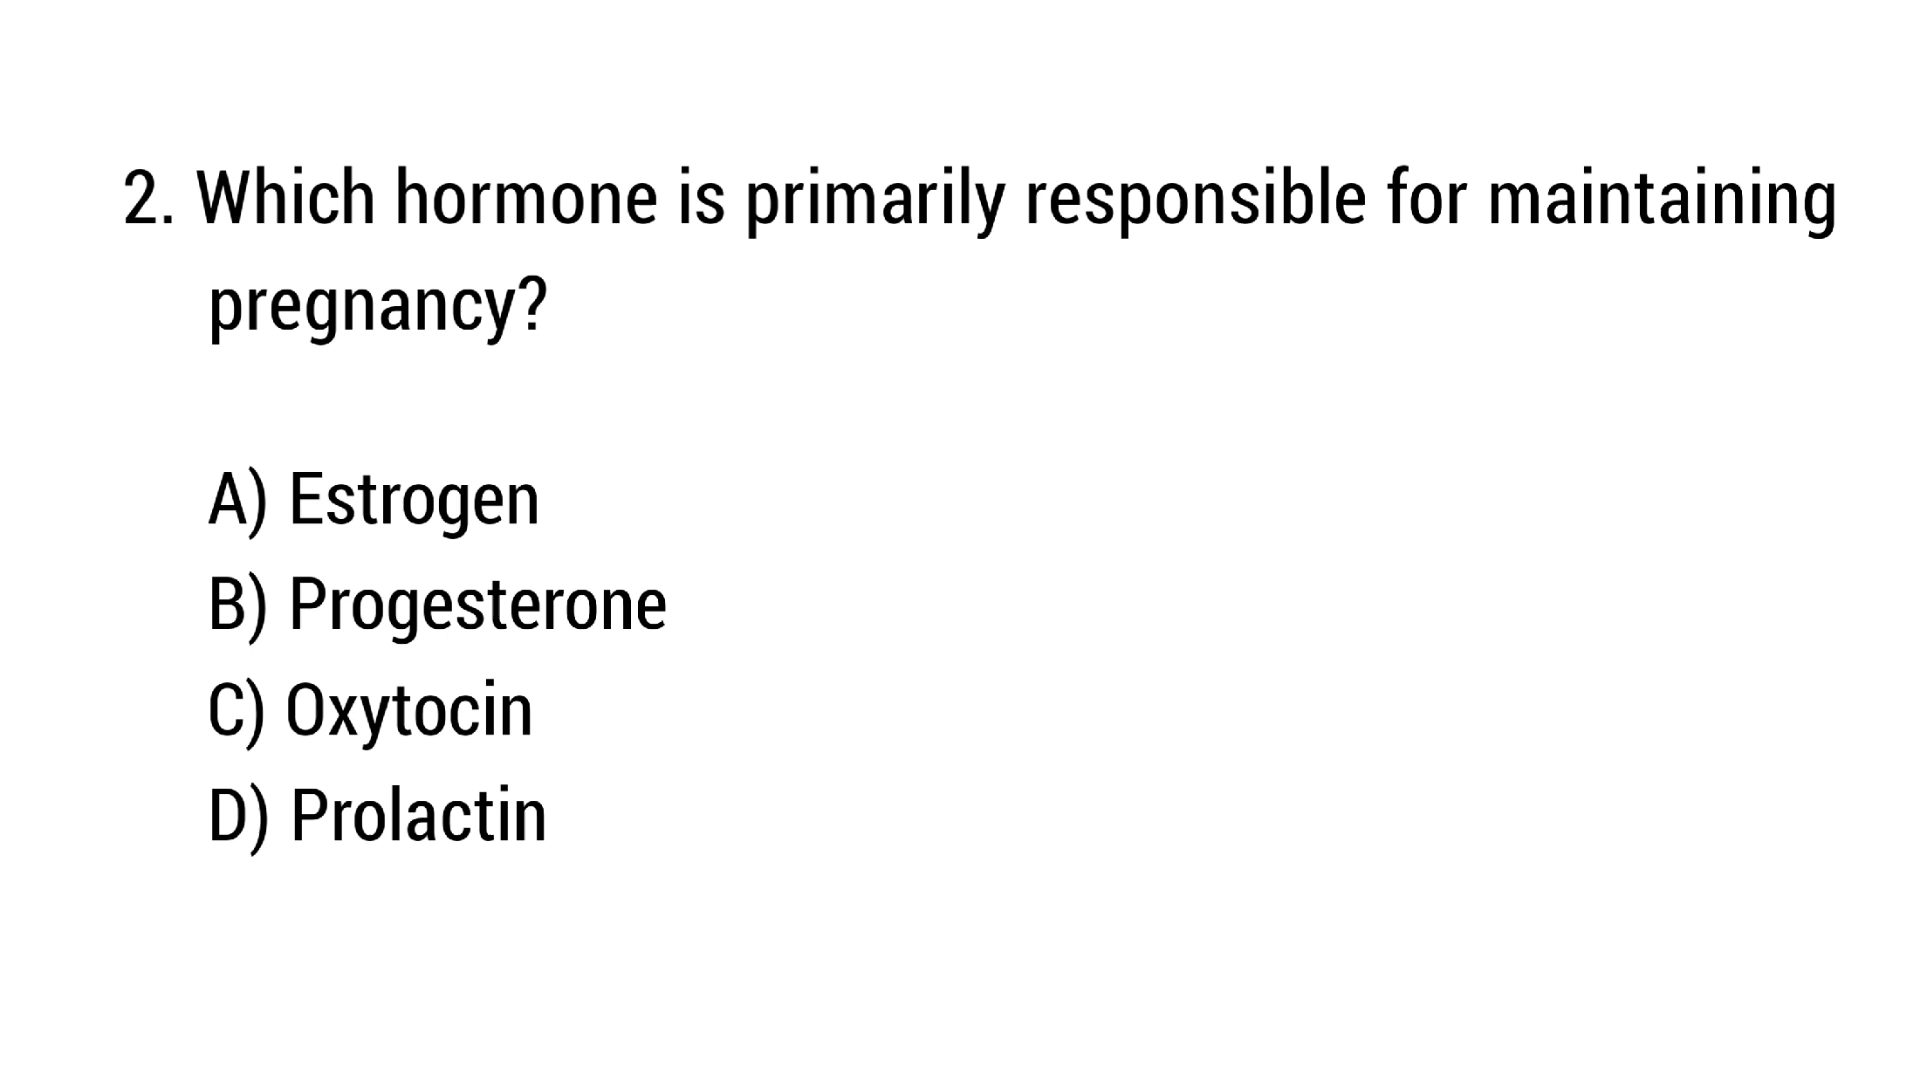 2. Which hormone is primarily responsible for maintaining
pregnancy?
A) Estrogen
B) Progesterone
C) Oxytocin
D) Prolactin